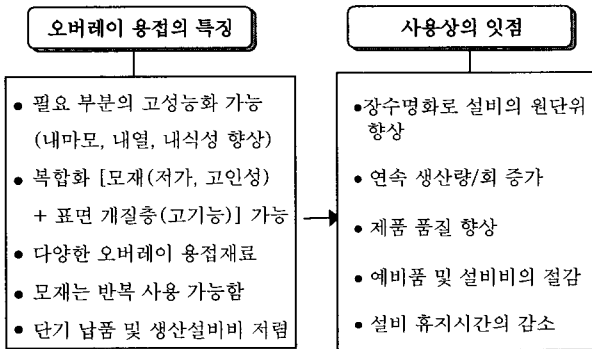 오버레이 용접의 특징
● 필요 부분의 고성능화 가능
(내마모, 내열, 내식성 향상)
● 복합화 [모재(저가, 고인성)
+ 표면 개질층(고기능)] 가능
● 다양한 오버레이 용접재료
● 모재는 반복 사용 가능함
● 단기 납품 및 생산설비비 저렴
사용상의 잇점
●장수명화로 설비의 원단위
향상
● 연속 생산량/회 증가
● 제품 품질 향상
● 예비품 및 설비비의 절감
● 설비 휴지시간의 감소